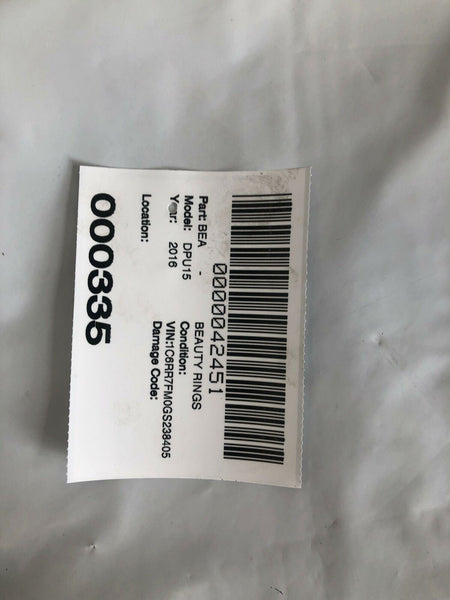 0000042451
Part: BEA - BEAUTY RINGS
Model: DPU15 Condition:
Year: 2016 VIN:1C6RR7FM0GS238405
Damage Code:
Location:
000335